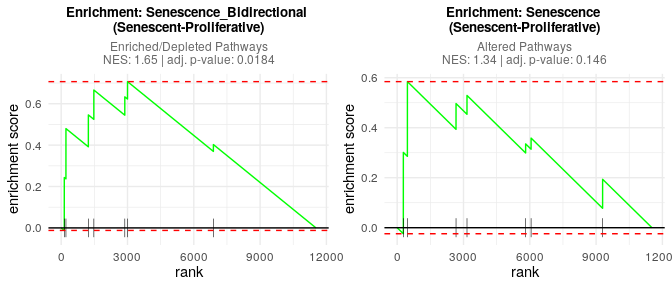 Enrichment: Senescence_Bidirectional
(Senescent-Proliferative)
Enriched/Depleted Pathways
NES: 1.65 | adj. p-value: 0.0184
enrichment score
0.6
0.4
0.2
0.0
0 3000 6000 9000 12000
rank
Enrichment: Senescence
(Senescent-Proliferative)
Altered Pathways
NES: 1.34 | adj. p-value: 0.146
enrichment score
0.6
0.4
0.2
0.0
0 3000 6000 9000 1200
rank